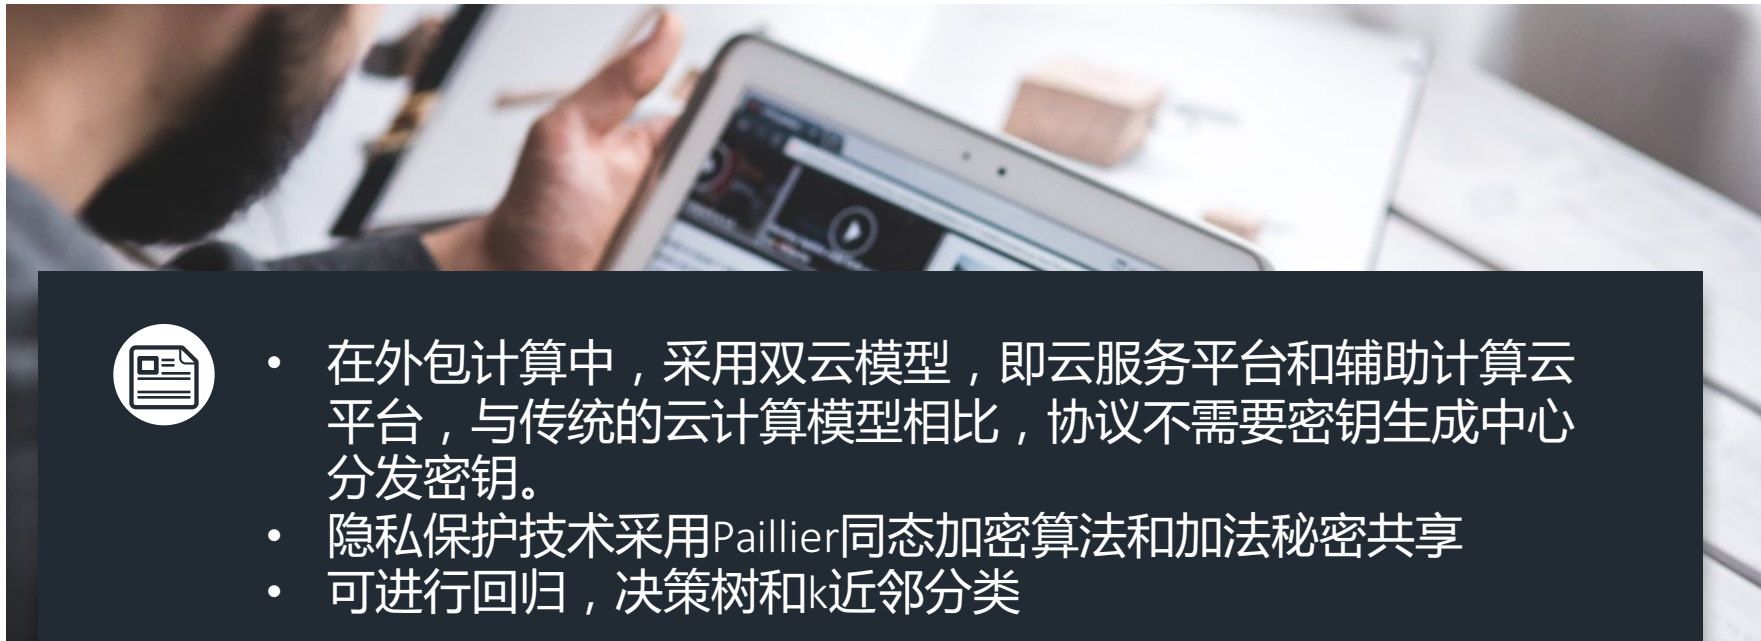 • 在外包计算中，采用双云模型，即云服务平台和辅助计算云
平台，与传统的云计算模型相比，协议不需要密钥生成中心
分发密钥。
• 隐私保护技术采用Paillier同态加密算法和加法秘密共享
• 可进行回归，决策树和k近邻分类